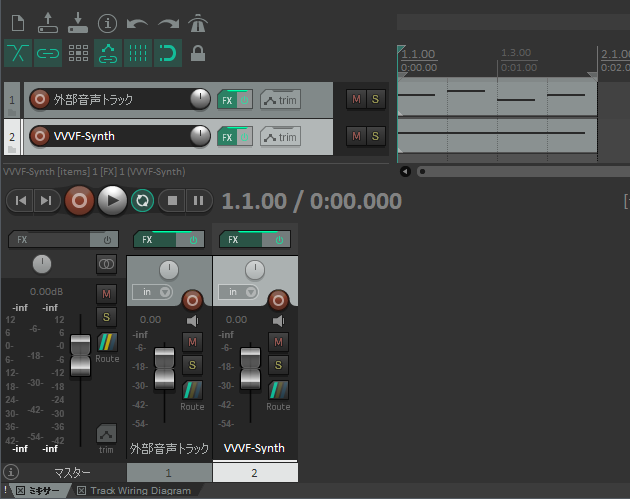 1.1.00 1.3.00 2.1.0
0:00.00 0:01.00 0:02.0
1 外部音声トラック FX trim M S
2 VVVF-Synth FX trim M S
VVVF-Synth [items] 1 [FX] 1 (VVVF-Synth)
1.1.00 / 0:00.000 [
FX FX FX
M in in
0.00dB 0.00 0.00
-inf -inf S -inf -inf
12 -6- 12 M M
6 6 -6- -6-
0 -18- 0 -18- S -18- S
-6 -6
-12- -30- -12- Route -30- -30-
-18- -18-
-24- -42- -24- -42- Route -42- Route
-30- -30-
-36- -54- -36- -54- -54-
-42- -42-
-inf -inf trim
外部音声トラック VVVF-Synth
マスター 1 2
! ミキサー Track Wiring Diagram